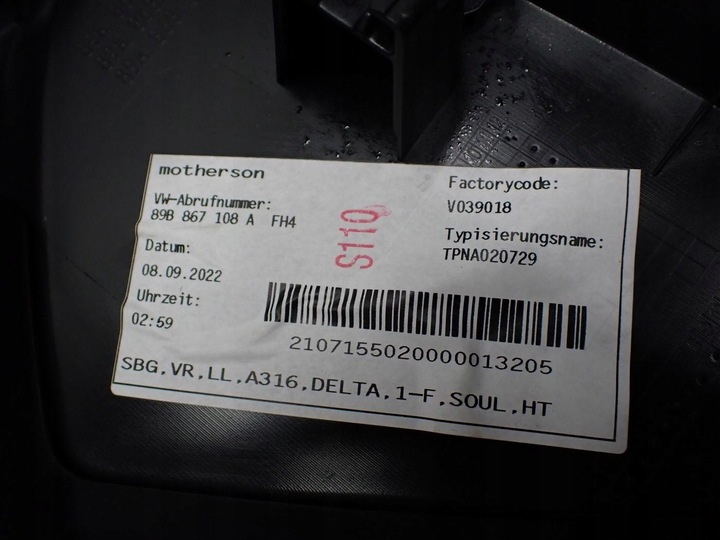 motherson
VW-Abrufnummer:
89B 867 108 A FH4
Datum:
08.09.2022
Uhrzeit:
02:59
S110
Factorycode:
V039018
Typisierungsname:
TPNA020729
2107155020000013205
SBG.VR.LL.A316.DELTA.1-F.SOUL.HT